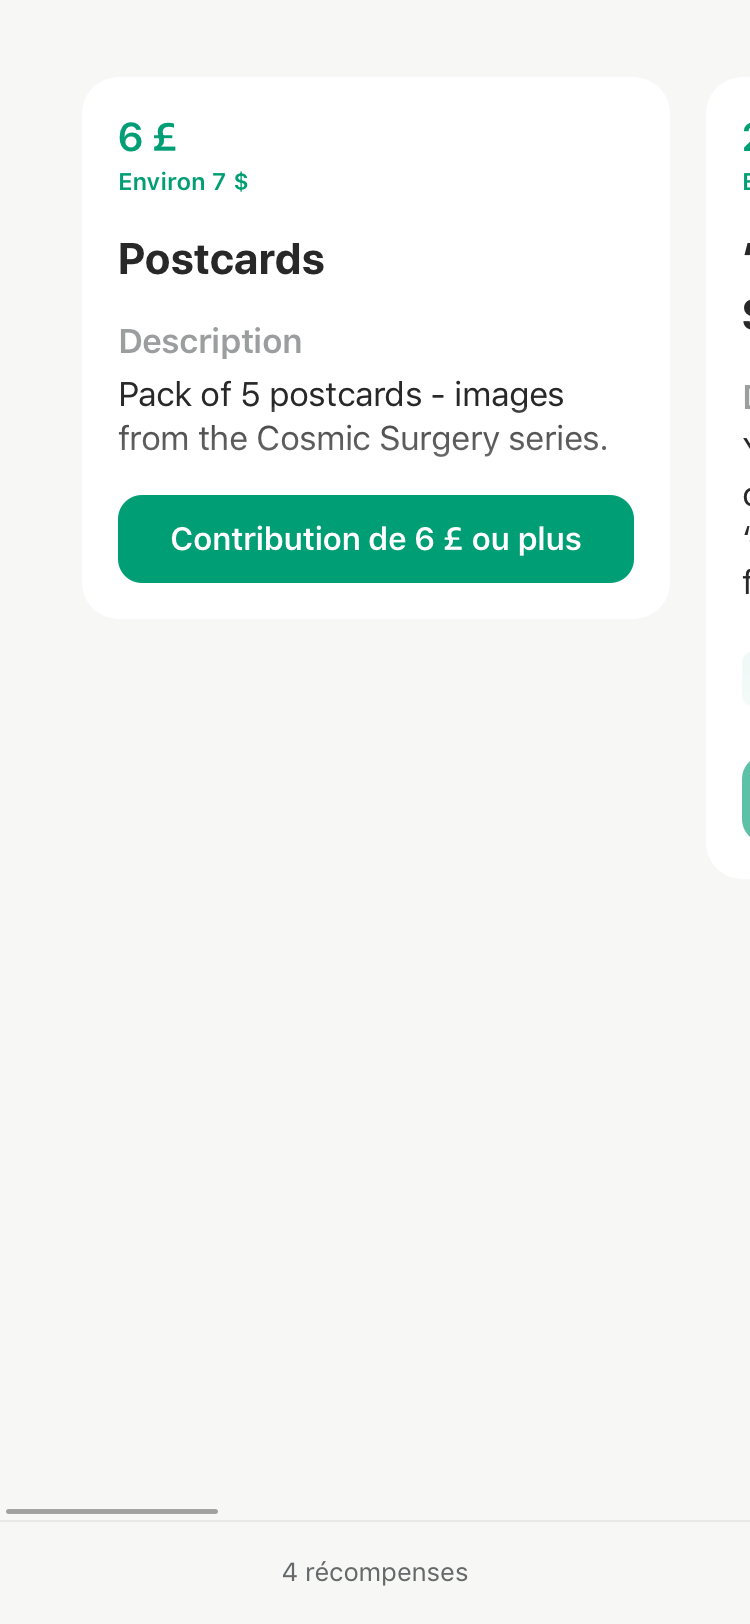 6 £
Environ 7 $
Postcards
Description
Pack of 5 postcards - images
from the Cosmic Surgery series.
Contribution de 6 £ ou plus
4 récompenses